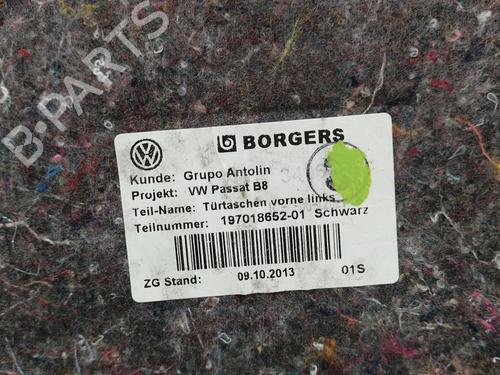 B-PARTS
BORGERS
Kunde: Grupo Antolin
Projekt: VW Passat B8
Teil-Name: Türtaschen vorne links
Teilnummer: 197018652-01 Schwarz
ZG Stand: 09.10.2013 01S